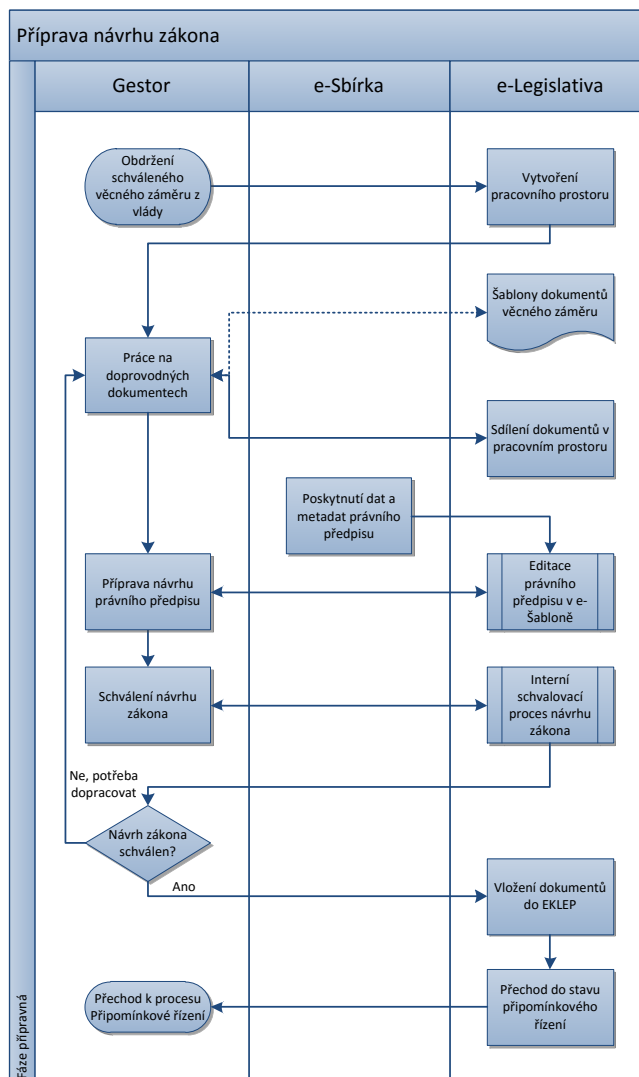 Příprava návrhu zákona
Gestor
e-Sbírka
e-Legislativa
Obdržení
schváleného
věcného záměru z
vlády
Vytvoření
pracovního prostoru
Šablony dokumentů
věcného záměru
Práce na
doprovodných
dokumentech
Sdílení dokumentů v
pracovním prostoru
Poskytnutí dat a
metadat právního
předpisu
Příprava návrhu
právního předpisu
Editace
právního
předpisu v e-
Šabloně
Schválení návrhu
zákona
Interní
schvalovací
proces návrhu
zákona
Ne, potřeba
dopracovat
Návrh zákona
schválen?
Ano
Vložení dokumentů
do EKLEP
Přechod k procesu
Připomínkové řízení
Přechod do stavu
připomínkového
řízení
Fáze přípravná